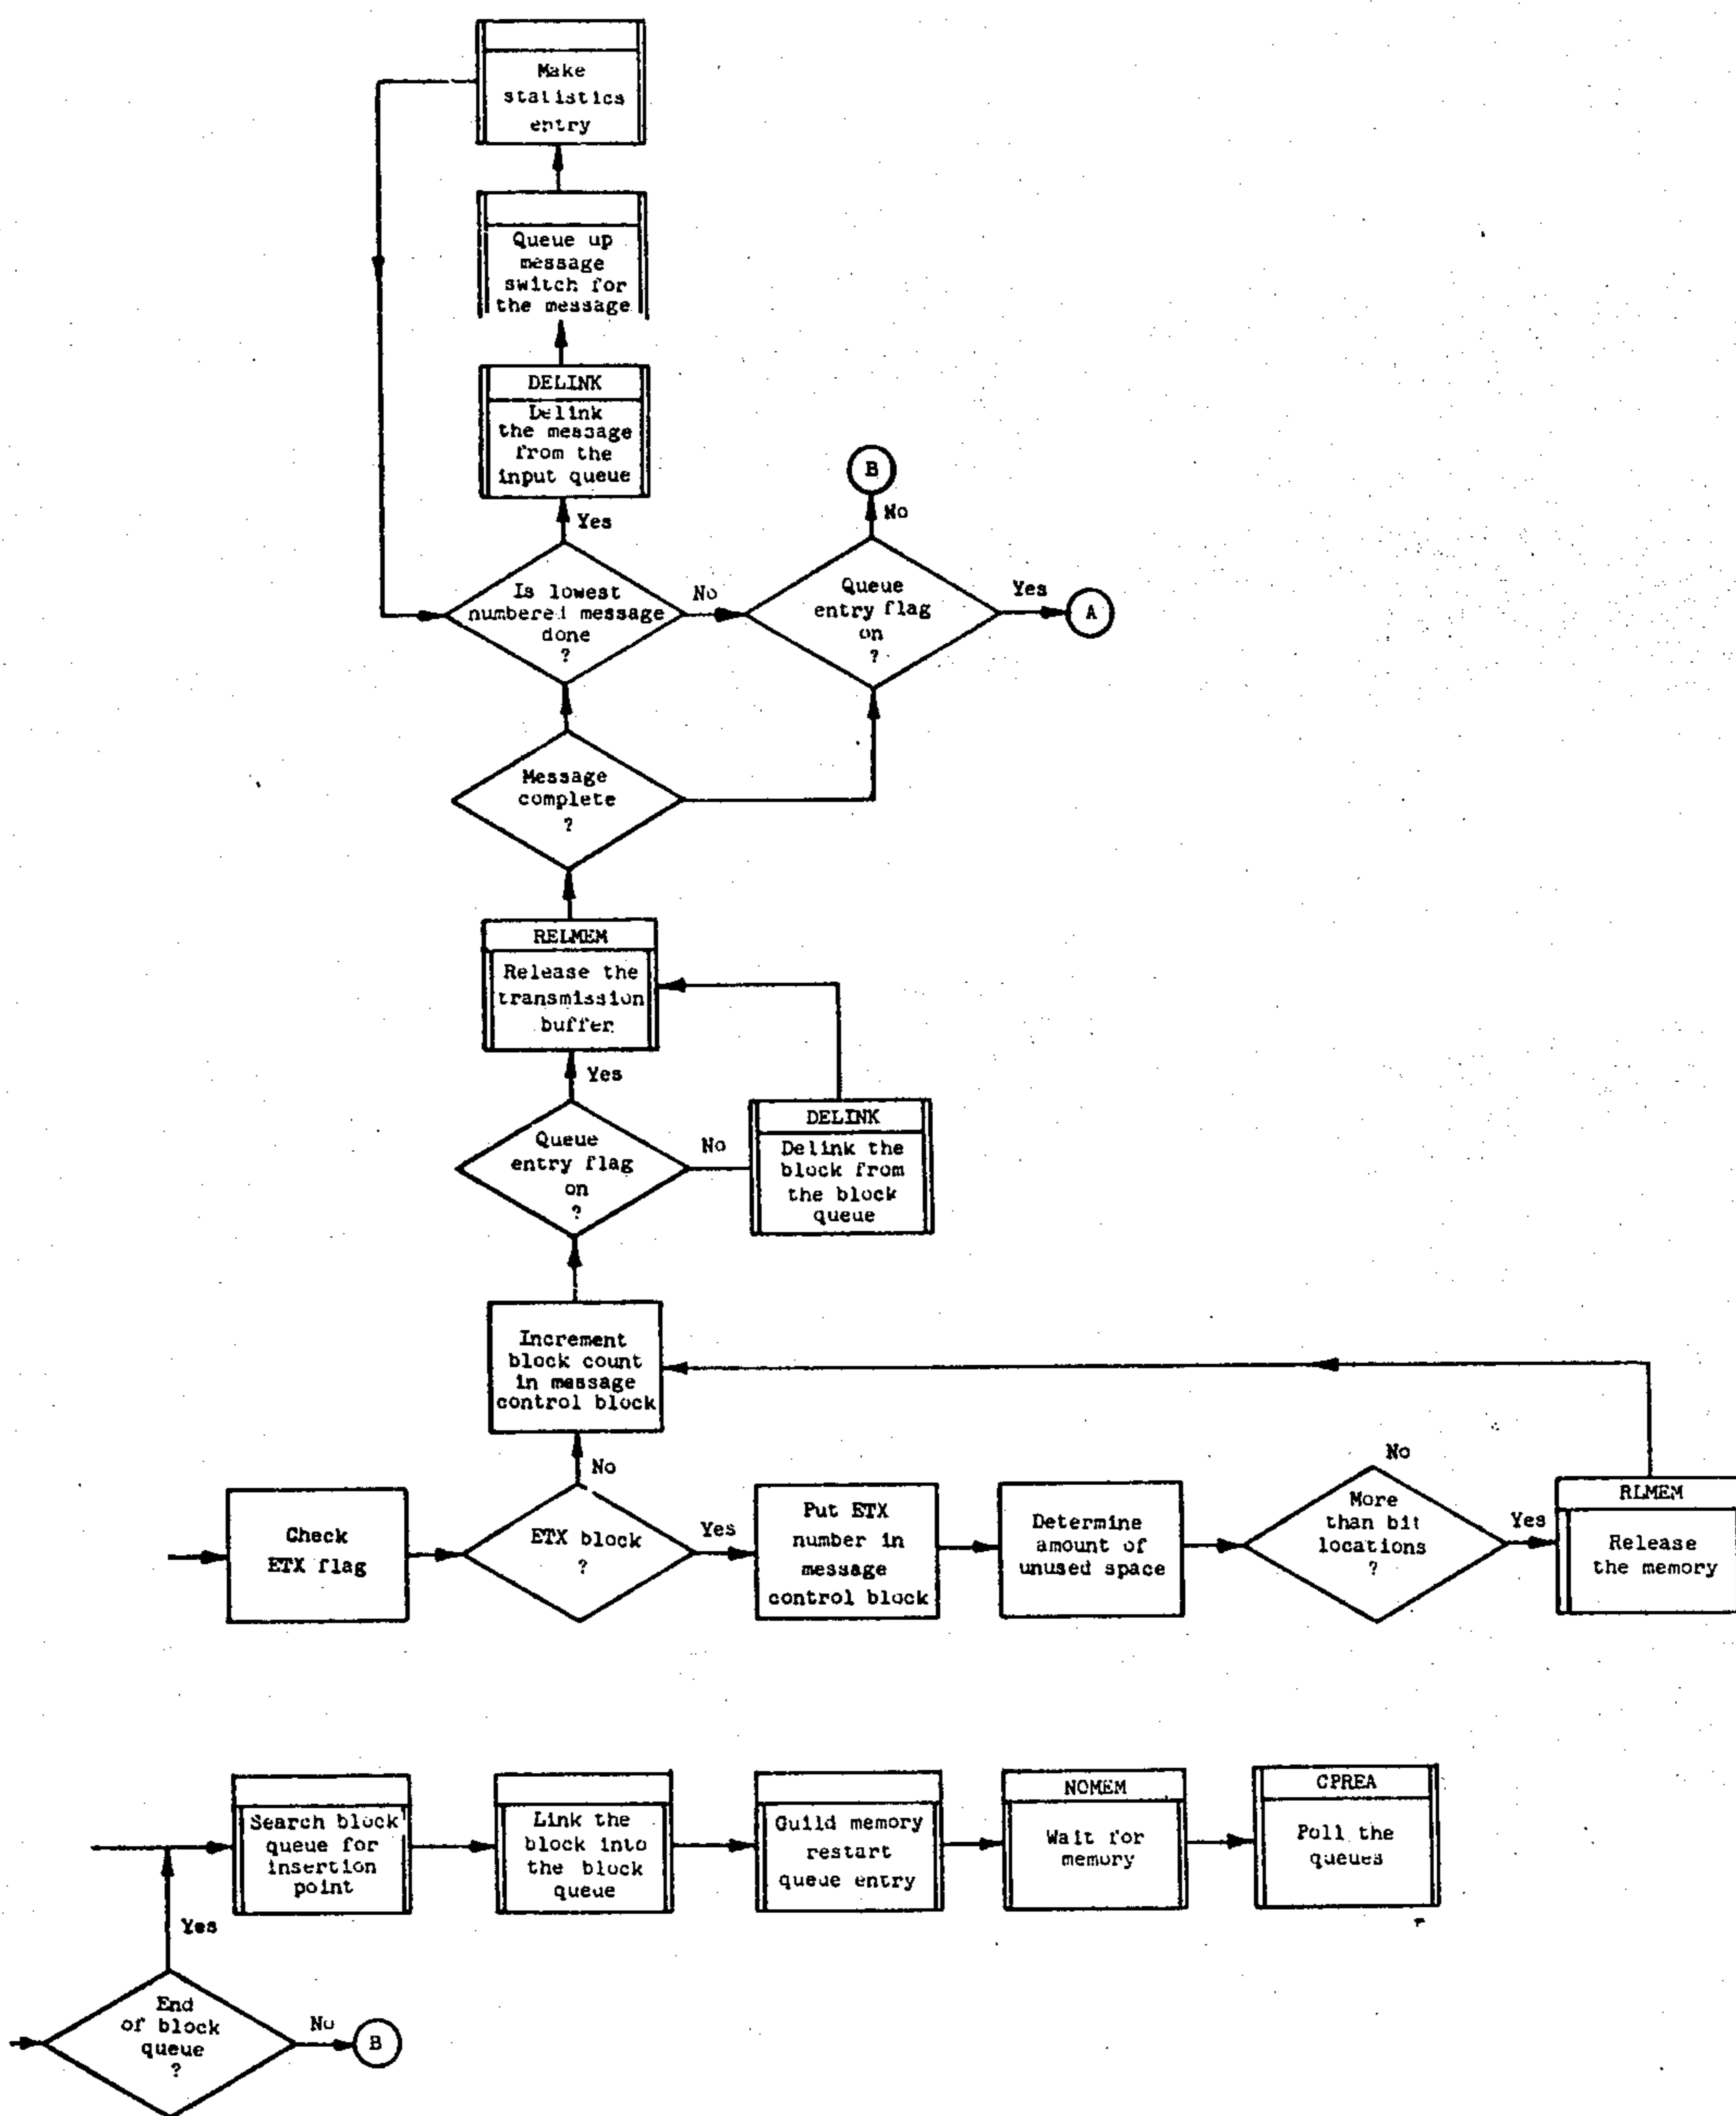 Make
statistics
entry
Queue up
message
switch for
the message
DELINK
Delink
the message
from the
input queue
B
No
Yes
Is lowest
numbered message
done
?
No
Queue
entry flag
on
?
Yes
A
Message
complete
?
RELMEM
Release the
transmission
buffer
Yes
Queue
entry flag
on
?
No
DELINK
Delink the
block from
the block
queue
Increment
block count
in message
control block
No
No
Check
ETX flag
ETX block
?
Yes
Put ETX
number in
message
control block
Determine
amount of
unused space
More
than bit
locations
?
Yes
RLMEM
Release
the memory
Search block
queue for
insertion
point
Link the
block into
the block
queue
Guild memory
restart
queue entry
NOMEM
Wait for
memory
CPREA
Poll the
queues
Yes
End
of block
queue
?
No
B